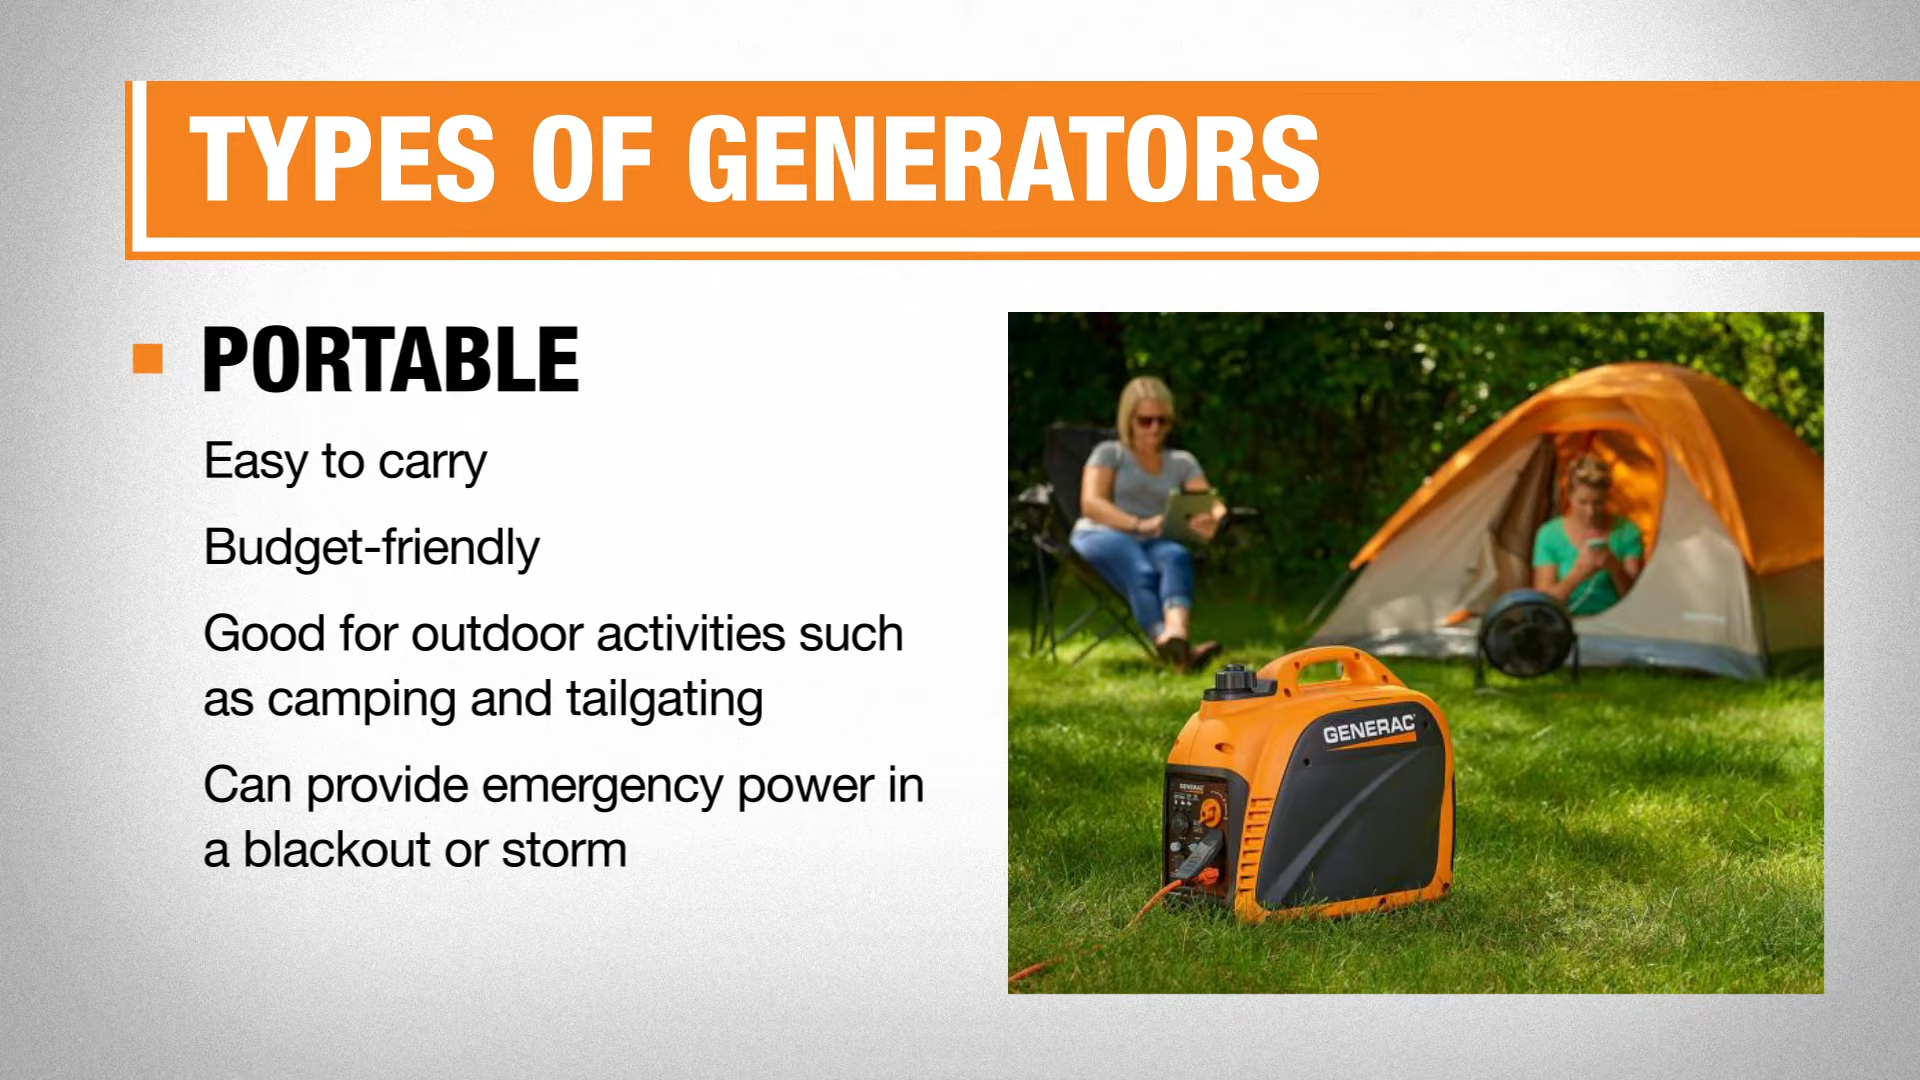 TYPES OF GENERATORS
PORTABLE
Easy to carry
Budget-friendly
Good for outdoor activities such
as camping and tailgating
Can provide emergency power in
a blackout or storm
GENERAC
GENERAC